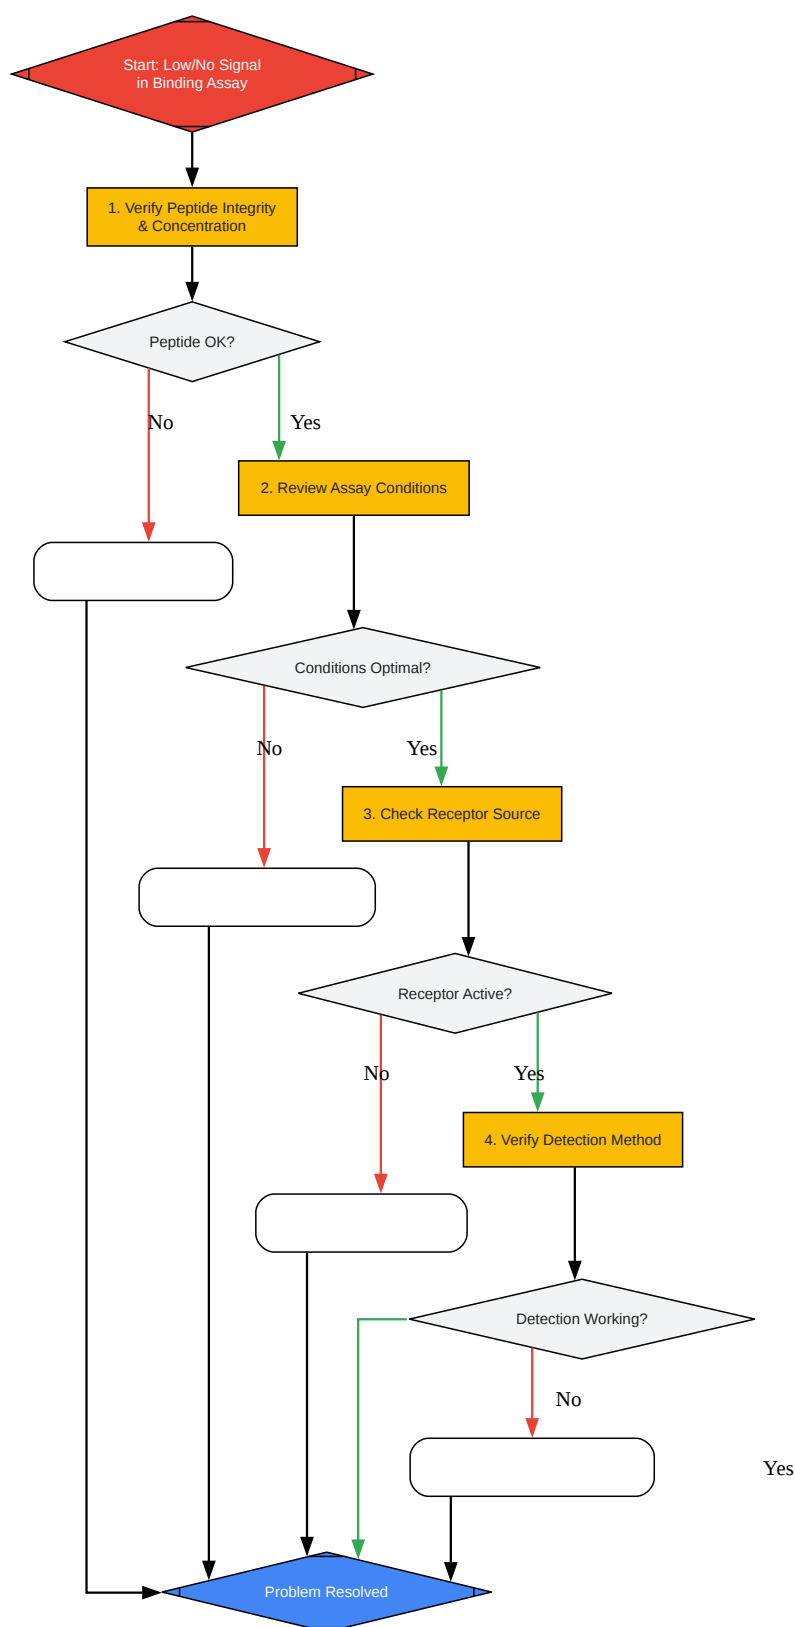 Start: Low/No Signal
in Binding Assay
1. Verify Peptide Integrity
& Concentration
Peptide OK?
No
Yes
2. Review Assay Conditions
Conditions Optimal?
No
Yes
3. Check Receptor Source
Receptor Active?
No
Yes
4. Verify Detection Method
Detection Working?
No
Yes
Problem Resolved